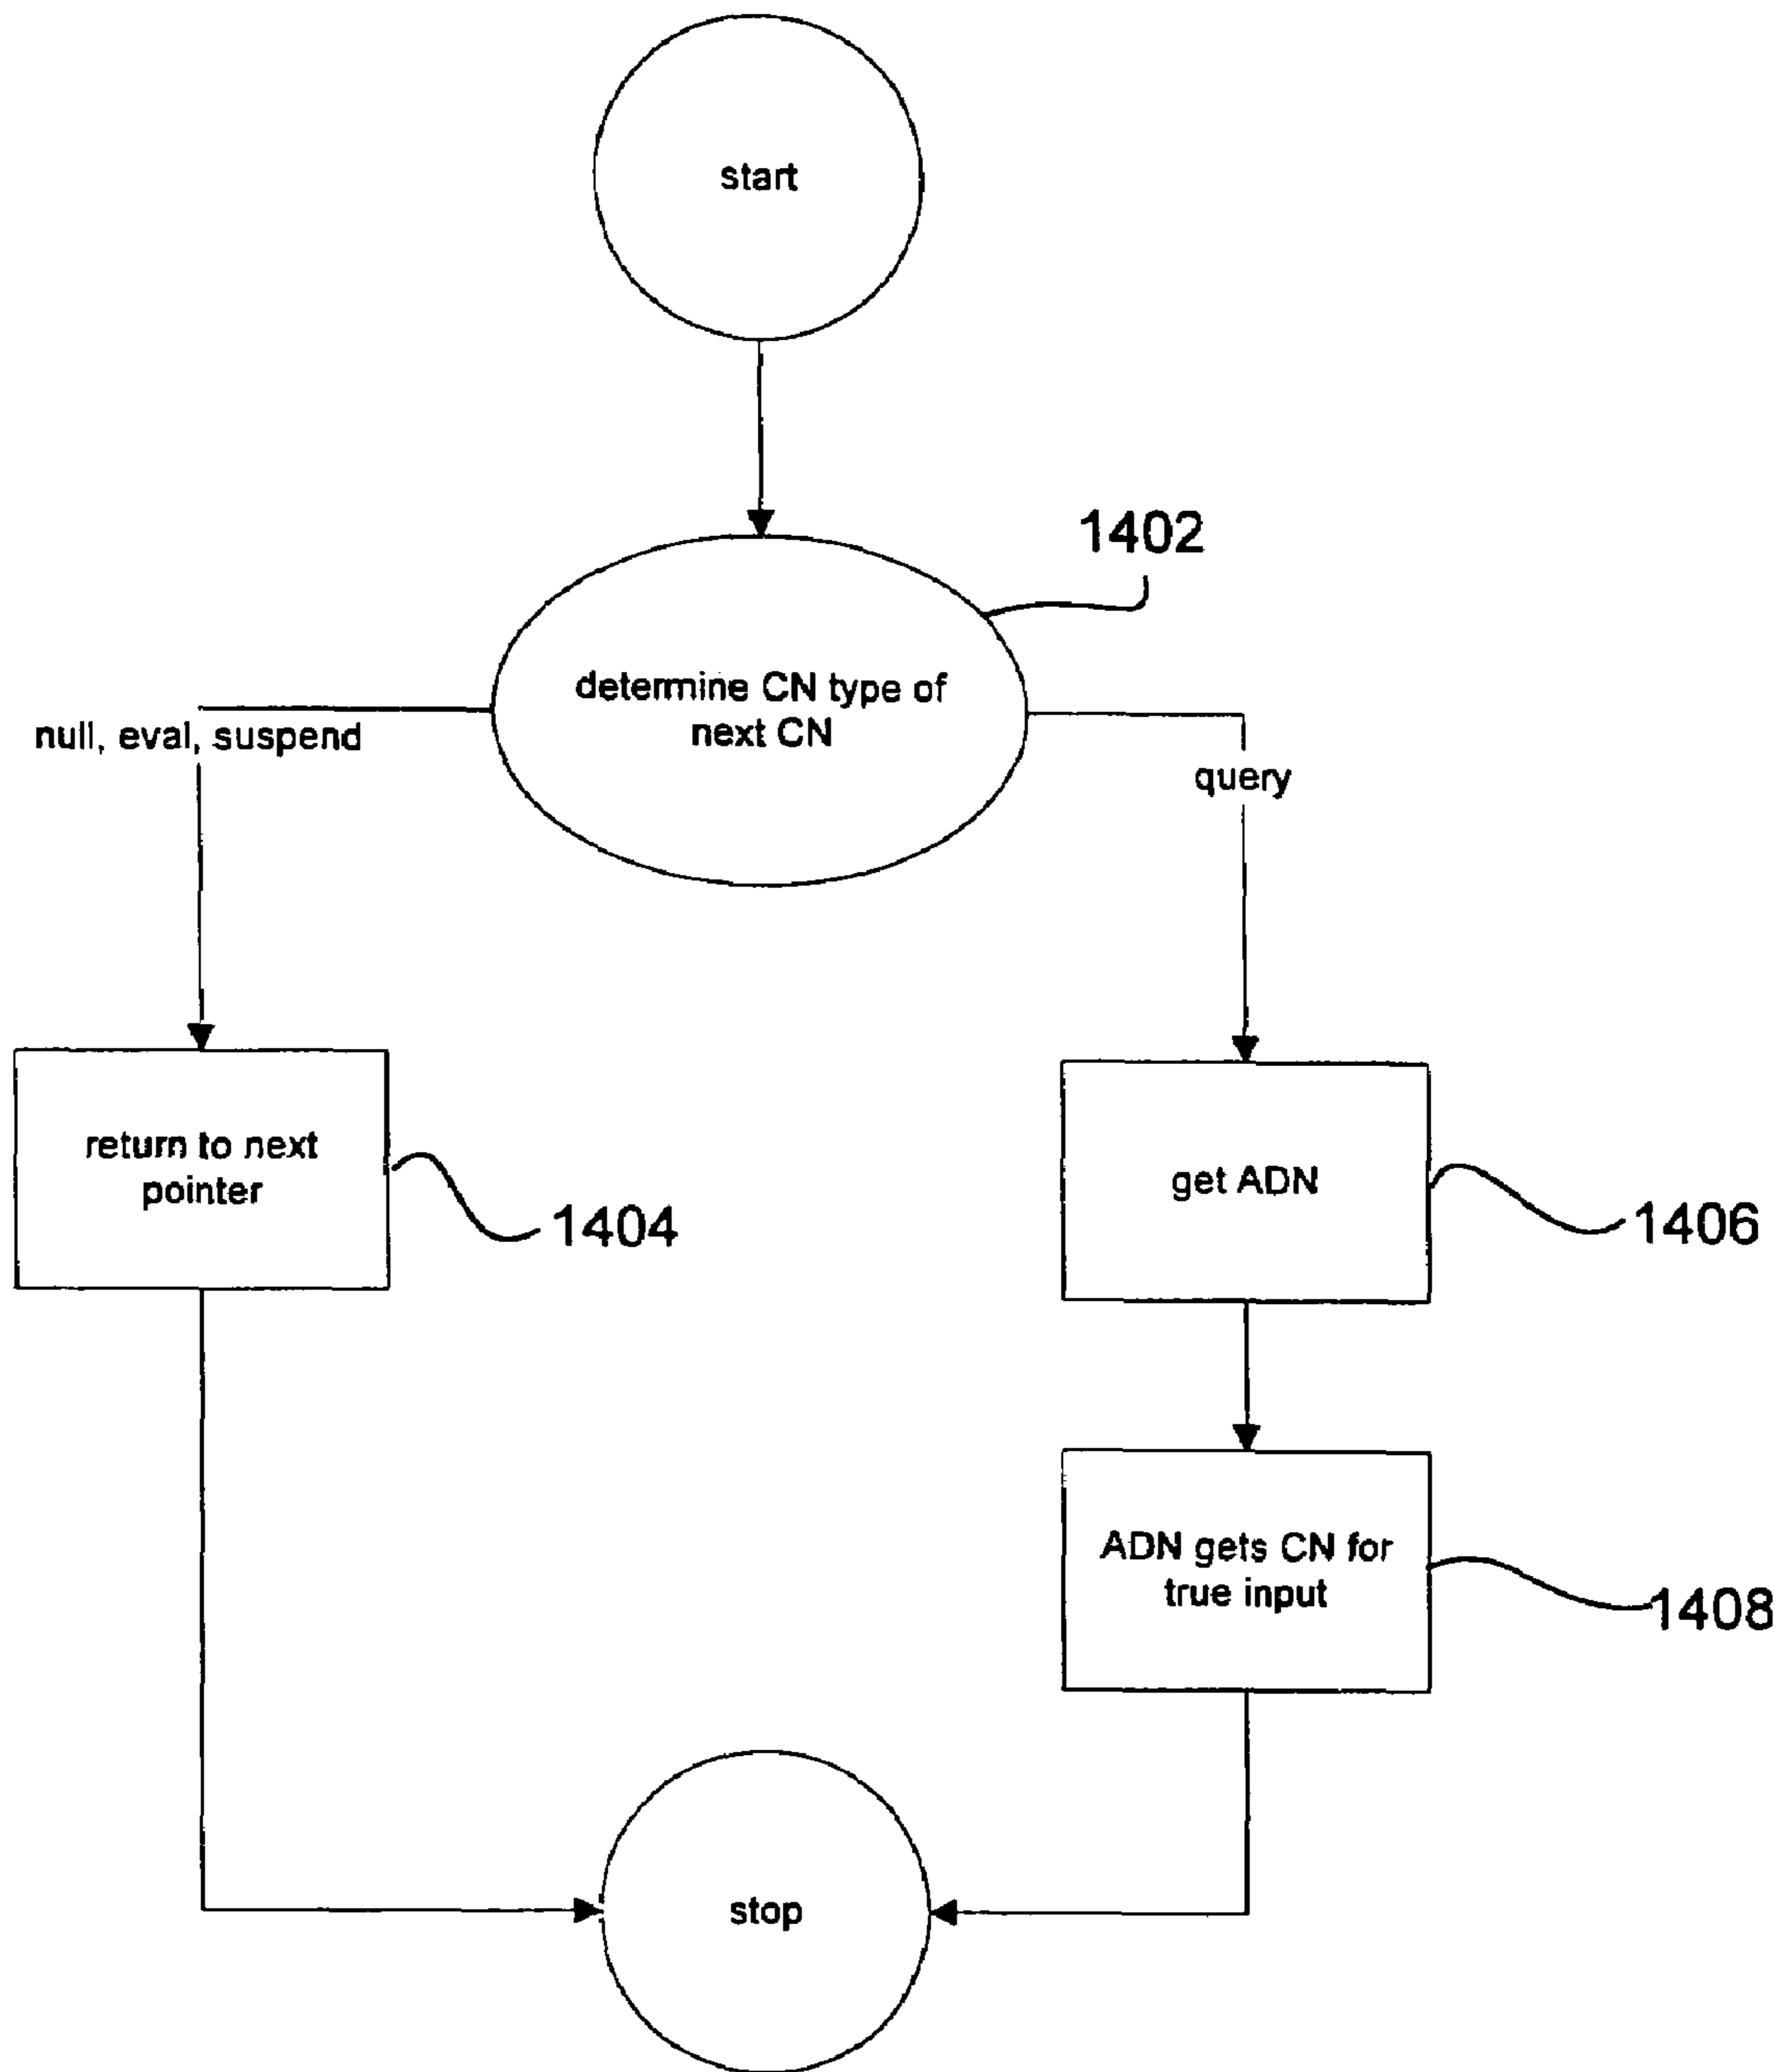 start
1402
determine CN type of
next CN
null, eval, suspend
query
return to next
pointer
1404
get ADN
1406
ADN gets CN for
true input
1408
stop